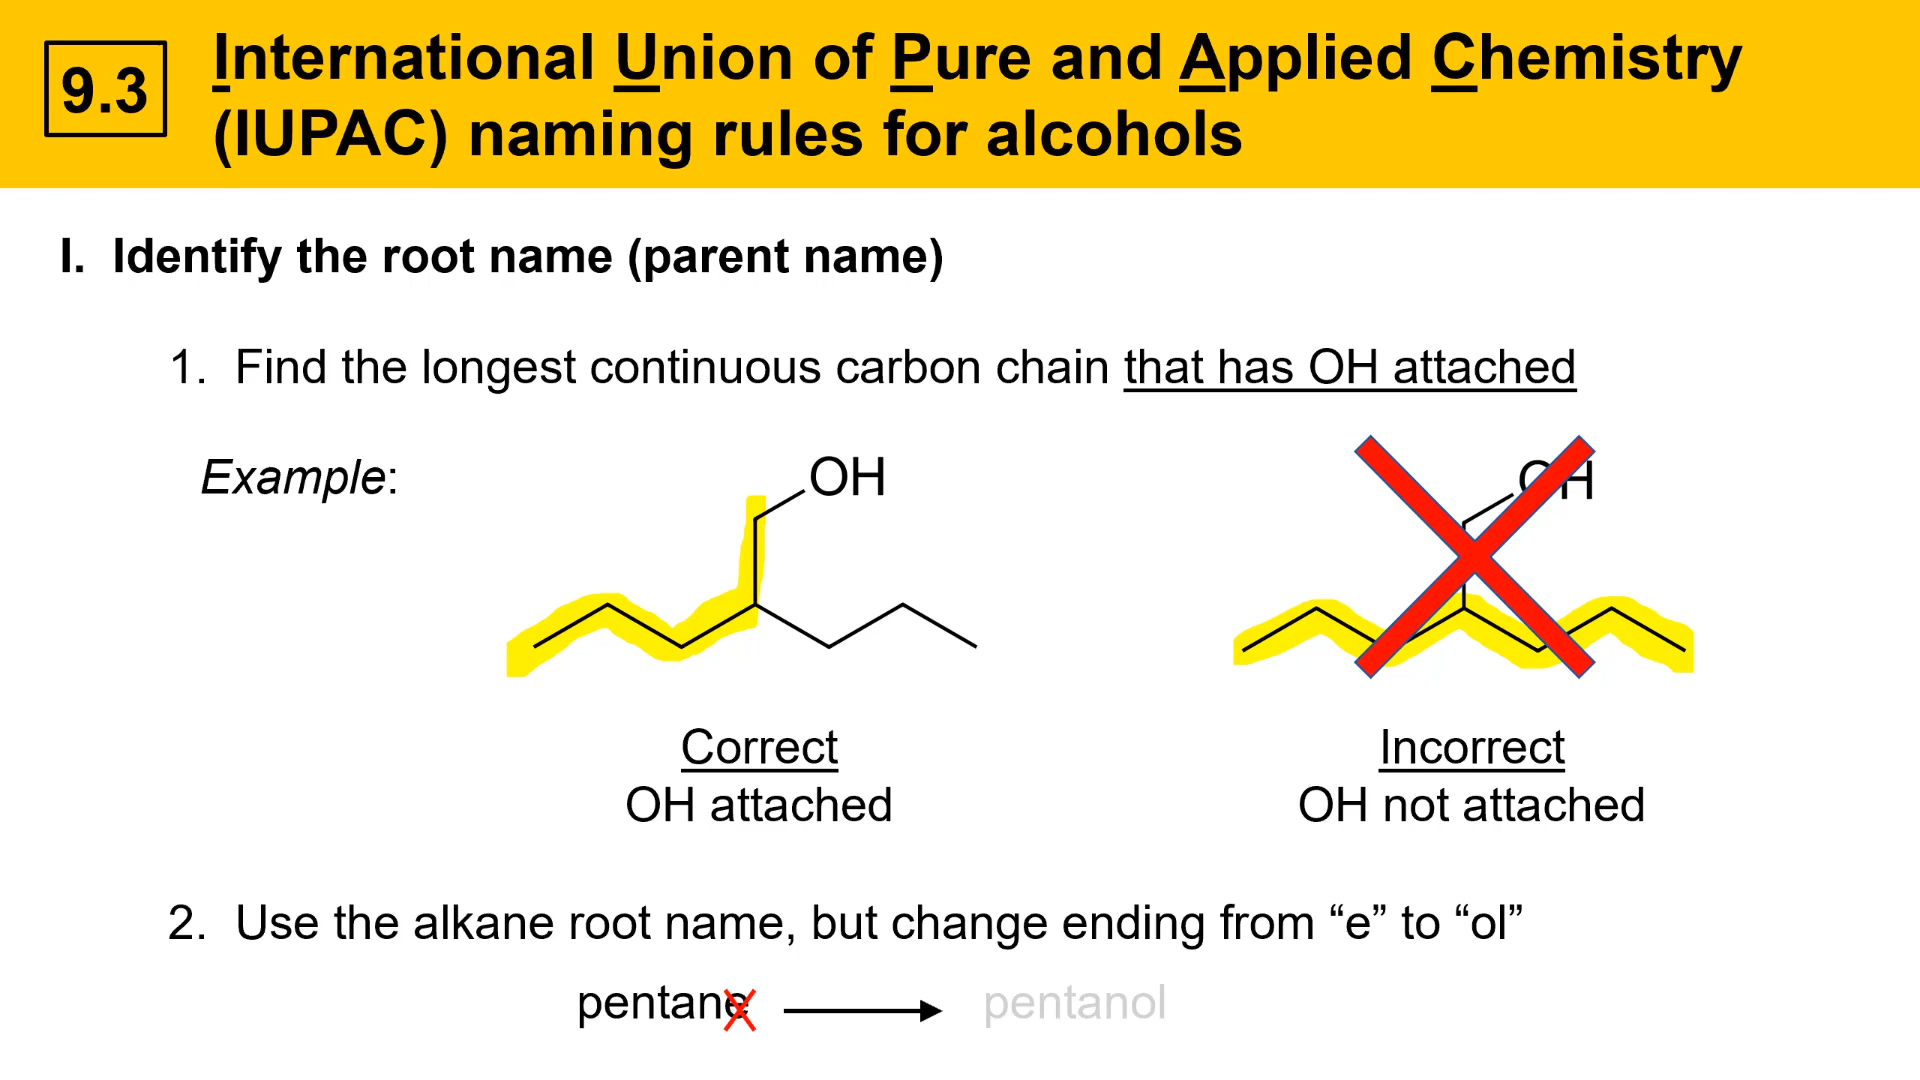 9.3
International Union of Pure and Applied Chemistry
(IUPAC) naming rules for alcohols
I. Identify the root name (parent name)
1. Find the longest continuous carbon chain that has OH attached
Example:
OH
OH
Correct
OH attached
Incorrect
OH not attached
2. Use the alkane root name, but change ending from “e” to “ol”
pentane
pentanol